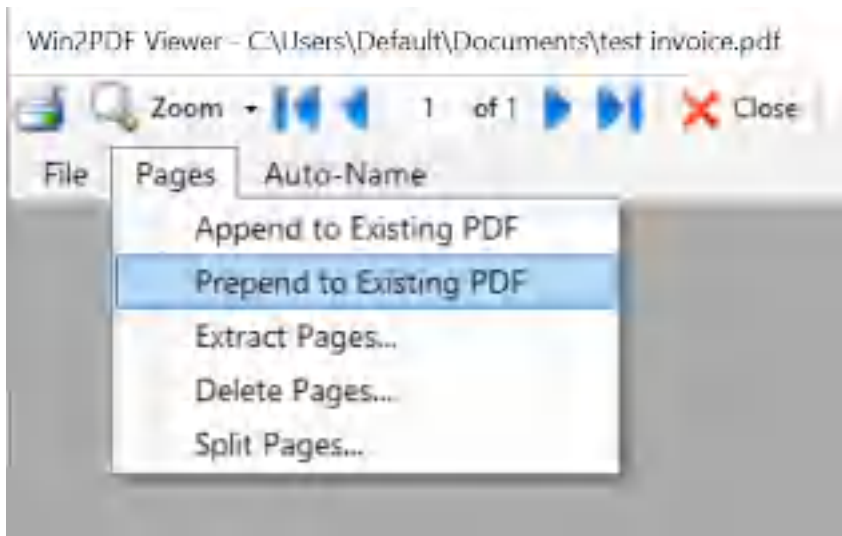 Win2PDF Viewer - C:\Users\Default\Documents\test invoice.pdf
Zoom 1 of 1 Close
File Pages Auto-Name
Append to Existing PDF
Prepend to Existing PDF
Extract Pages...
Delete Pages...
Split Pages...